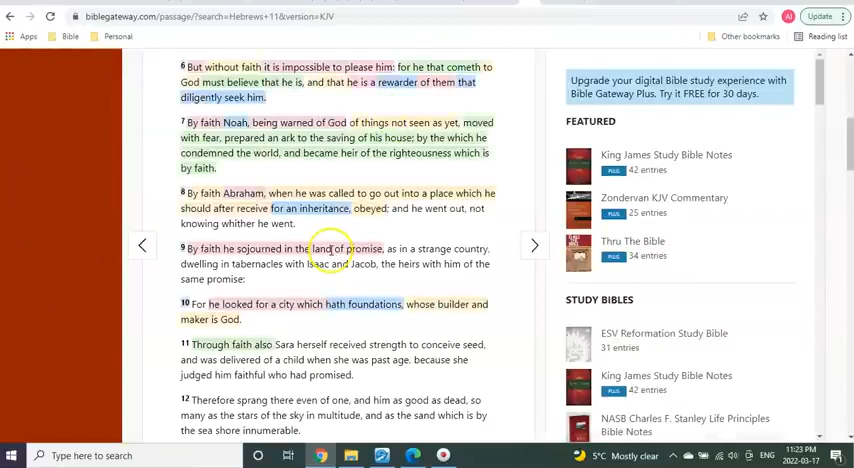 biblegateway.com/passage/?search=Hebrews+11&version=KJV
AI
Update
Apps
Bible
Personal
Other bookmarks
Reading list
6 But without faith it is impossible to please him: for he that cometh to
God must believe that he is, and that he is a rewarder of them that
diligently seek him.
7 By faith Noah, being warned of God of things not seen as yet, moved
with fear, prepared an ark to the saving of his house; by the which he
condemned the world, and became heir of the righteousness which is
by faith.
8 By faith Abraham, when he was called to go out into a place which he
should after receive for an inheritance, obeyed; and he went out, not
knowing whither he went.
9 By faith he sojourned in the land of promise, as in a strange country,
dwelling in tabernacles with Isaac and Jacob, the heirs with him of the
same promise:
10 For he looked for a city which hath foundations, whose builder and
maker is God.
11 Through faith also Sara herself received strength to conceive seed,
and was delivered of a child when she was past age, because she
judged him faithful who had promised.
12 Therefore sprang there even of one, and him as good as dead, so
many as the stars of the sky in multitude, and as the sand which is by
the sea shore innumerable.
Upgrade your digital Bible study experience with
Bible Gateway Plus. Try it FREE for 30 days.
FEATURED
King James Study Bible Notes
PLUS 42 entries
Zondervan KJV Commentary
PLUS 25 entries
Thru The Bible
PLUS 34 entries
STUDY BIBLES
ESV Reformation Study Bible
31 entries
King James Study Bible Notes
PLUS 42 entries
NASB Charles F. Stanley Life Principles
Bible Notes
Type here to search
5°C Mostly clear
ENG
11:23 PM
2022-03-17